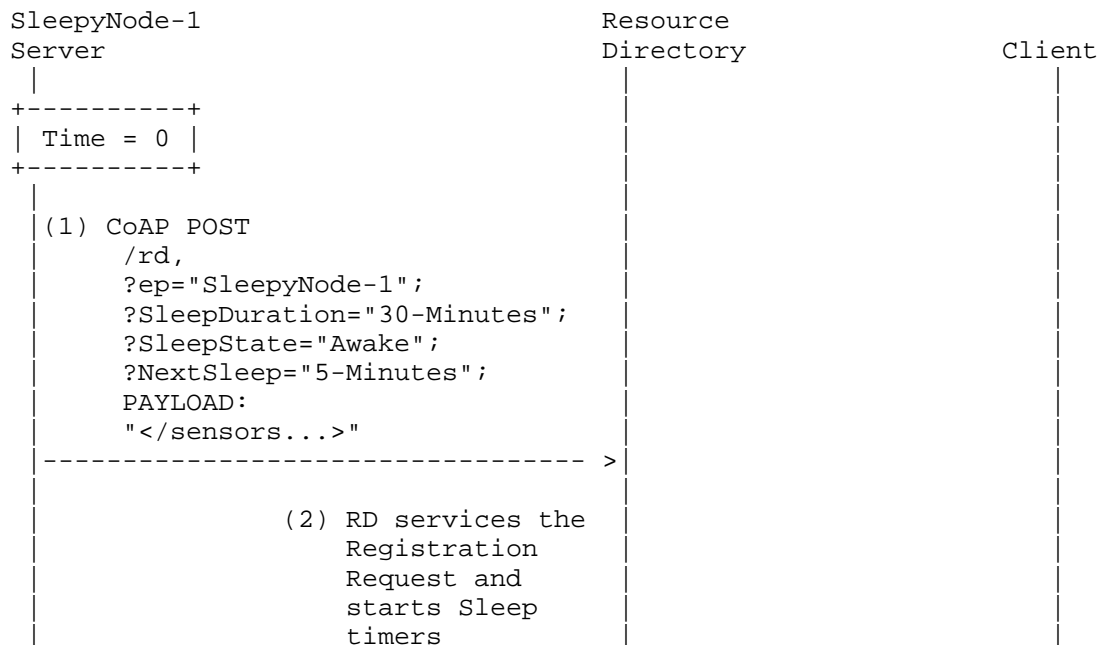 SleepyNode-1                              Resource
Server                                    Directory                 Client
  |                                         |                          |
+----------+                                |                          |
| Time = 0 |                                |                          |
+----------+                                |                          |
  |                                         |                          |
  |(1) CoAP POST                            |                          |
  |     /rd,                                |                          |
  |     ?ep="SleepyNode-1";                 |                          |
  |     ?SleepDuration="30-Minutes";        |                          |
  |     ?SleepState="Awake";                |                          |
  |     ?NextSleep="5-Minutes";             |                          |
  |     PAYLOAD:                            |                          |
  |     "</sensors...>"                     |                          |
  |---------------------------------- >|                          |
  |                                         |                          |
  |                (2) RD services the      |                          |
  |                    Registration         |                          |
  |                    Request and          |                          |
  |                    starts Sleep         |                          |
  |                    timers               |                          |